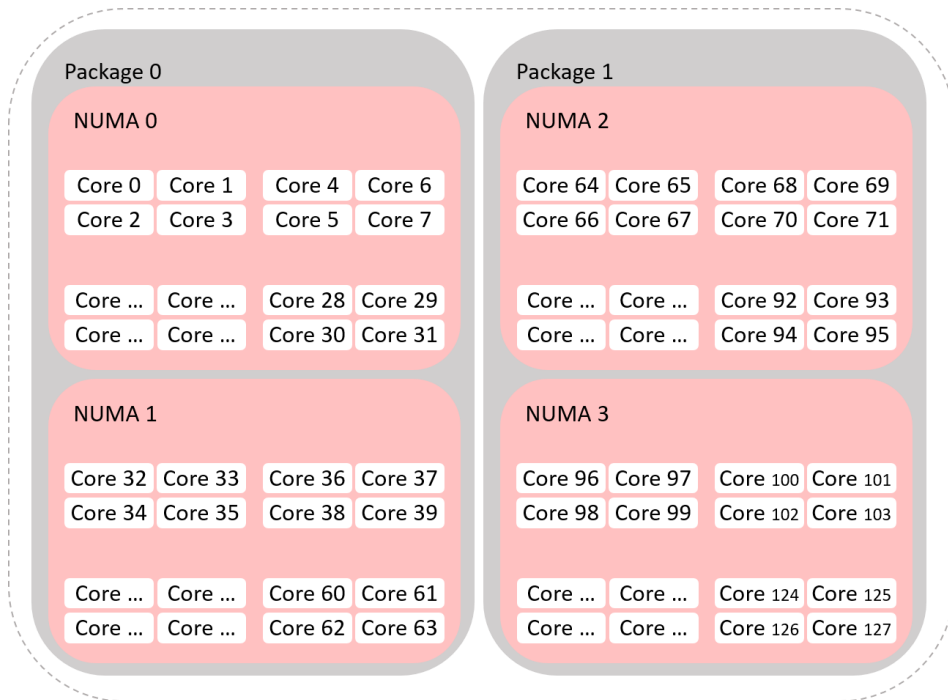 Package 0
NUMA 0
Core 0 Core 1 Core 4 Core 6
Core 2 Core 3 Core 5 Core 7
Core ... Core ... Core 28 Core 29
Core ... Core ... Core 30 Core 31
NUMA 1
Core 32 Core 33 Core 36 Core 37
Core 34 Core 35 Core 38 Core 39
Core ... Core ... Core 60 Core 61
Core ... Core ... Core 62 Core 63
Package 1
NUMA 2
Core 64 Core 65 Core 68 Core 69
Core 66 Core 67 Core 70 Core 71
Core ... Core ... Core 92 Core 93
Core ... Core ... Core 94 Core 95
NUMA 3
Core 96 Core 97 Core 100 Core 101
Core 98 Core 99 Core 102 Core 103
Core ... Core ... Core 124 Core 125
Core ... Core ... Core 126 Core 127